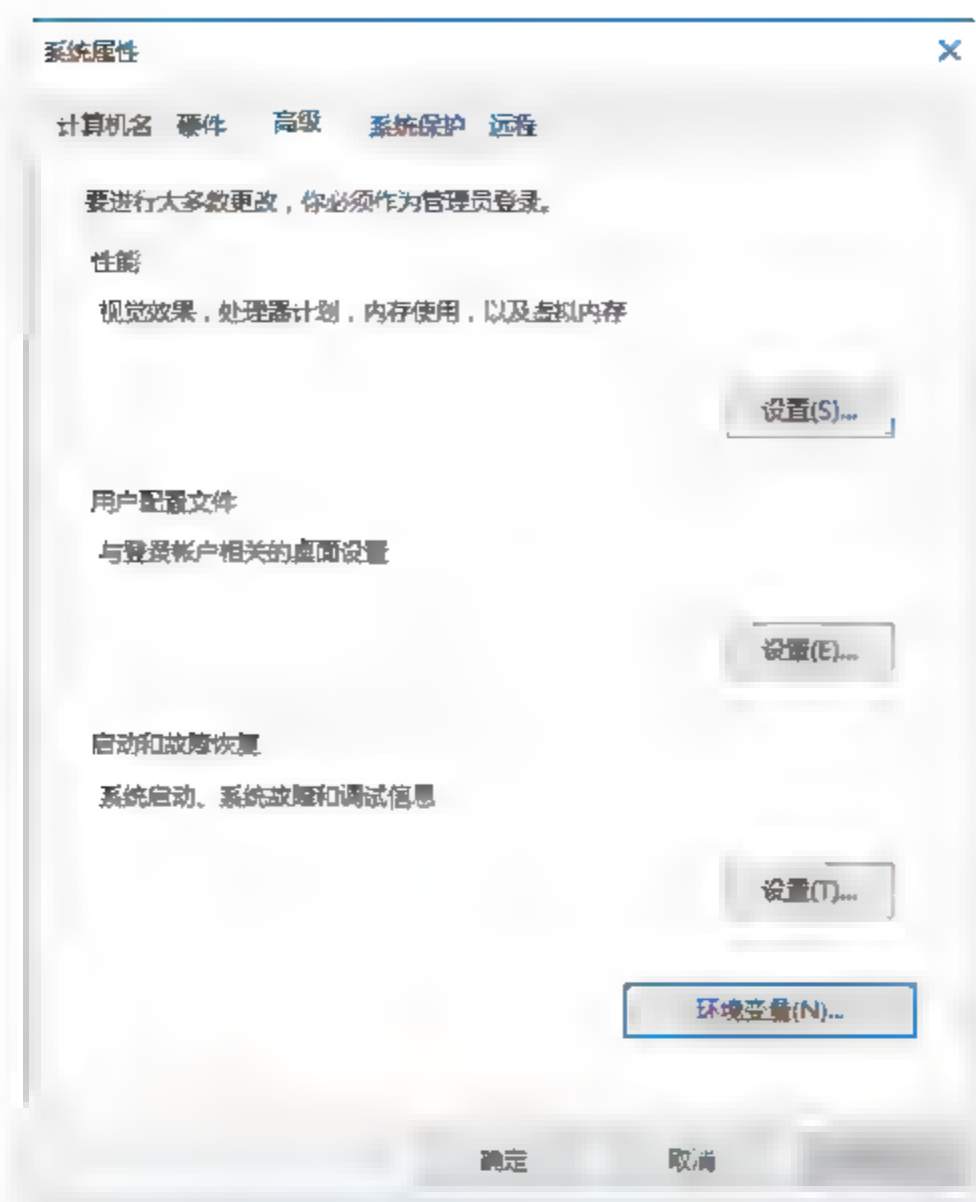 系统属性
计算机名 硬件 高级 系统保护 远程
要进行大多数更改，你必须作为管理员登录。
性能
视觉效果，处理器计划，内存使用，以及虚拟内存
设置(S)...
用户配置文件
与登录帐户相关的桌面设置
设置(E)...
启动和故障恢复
系统启动、系统故障和调试信息
设置(T)...
环境变量(N)...
确定 取消